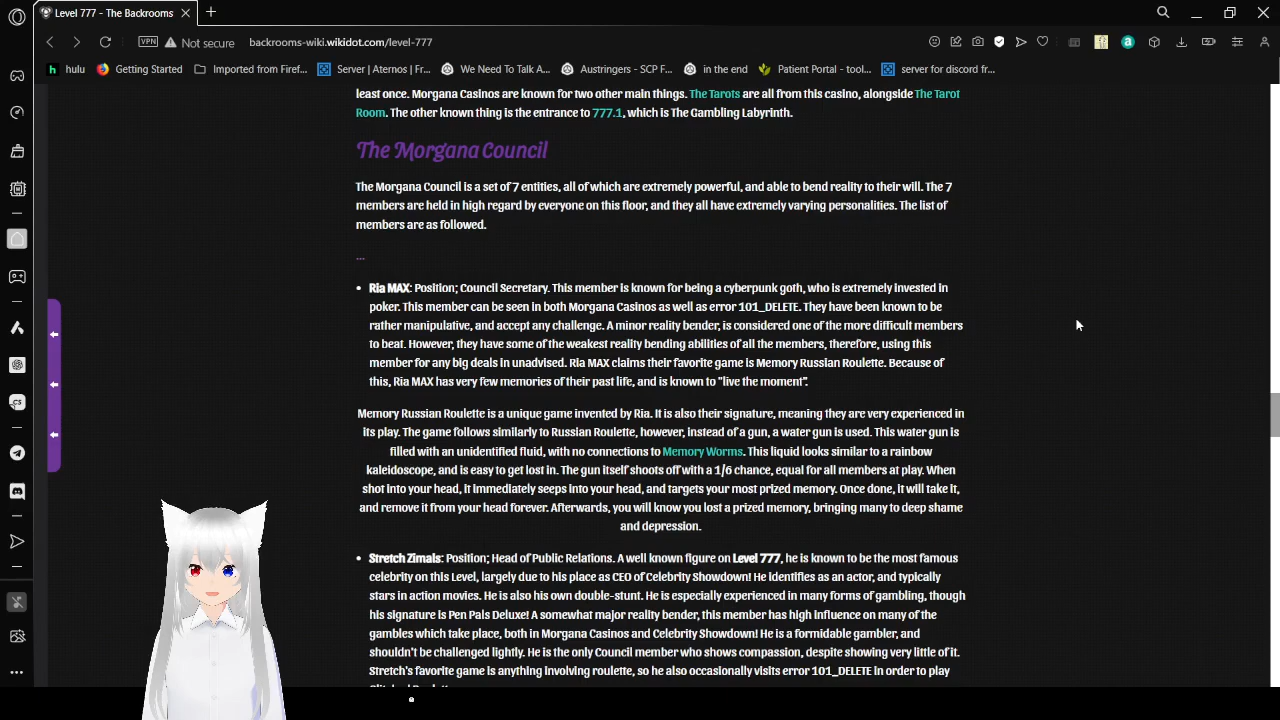 Level 777 - The Backrooms
VPN Not secure backrooms-wiki.wikidot.com/level-777
hulu Getting Started Imported from Firef... Server | Aternos | Fr... We Need To Talk A... Austringers - SCP F... in the end Patient Portal - tool... server for discord fr...
least once. Morgana Casinos are known for two other main things. The Tarots are all from this casino, alongside The Tarot
Room. The other known thing is the entrance to 777.1, which is The Gambling Labyrinth.
The Morgana Council
The Morgana Council is a set of 7 entities, all of which are extremely powerful, and able to bend reality to their will. The 7
members are held in high regard by everyone on this floor, and they all have extremely varying personalities. The list of
members are as followed.
...
• Ria MAX: Position; Council Secretary. This member is known for being a cyberpunk goth, who is extremely invested in
poker. This member can be seen in both Morgana Casinos as well as error 101_DELETE. They have been known to be
rather manipulative, and accept any challenge. A minor reality bender, is considered one of the more difficult members
to beat. However, they have some of the weakest reality bending abilities of all the members, therefore, using this
member for any big deals in unadvised. Ria MAX claims their favorite game is Memory Russian Roulette. Because of
this, Ria MAX has very few memories of their past life, and is known to "live the moment".
Memory Russian Roulette is a unique game invented by Ria. It is also their signature, meaning they are very experienced in
its play. The game follows similarly to Russian Roulette, however, instead of a gun, a water gun is used. This water gun is
filled with an unidentified fluid, with no connections to Memory Worms. This liquid looks similar to a rainbow
kaleidoscope, and is easy to get lost in. The gun itself shoots off with a 1/6 chance, equal for all members at play. When
shot into your head, it immediately seeps into your head, and targets your most prized memory. Once done, it will take it,
and remove it from your head forever. Afterwards, you will know you lost a prized memory, bringing many to deep shame
and depression.
• Stretch Zimals: Position; Head of Public Relations. A well known figure on Level 777, he is known to be the most famous
celebrity on this Level, largely due to his place as CEO of Celebrity Showdown! He identifies as an actor, and typically
stars in action movies. He is also his own double-stunt. He is especially experienced in many forms of gambling, though
his signature is Pen Pals Deluxe! A somewhat major reality bender, this member has high influence on many of the
gambles which take place, both in Morgana Casinos and Celebrity Showdown! He is a formidable gambler, and
shouldn't be challenged lightly. He is the only Council member who shows compassion, despite showing very little of it.
Stretch's favorite game is anything involving roulette, so he also occasionally visits error 101_DELETE in order to play